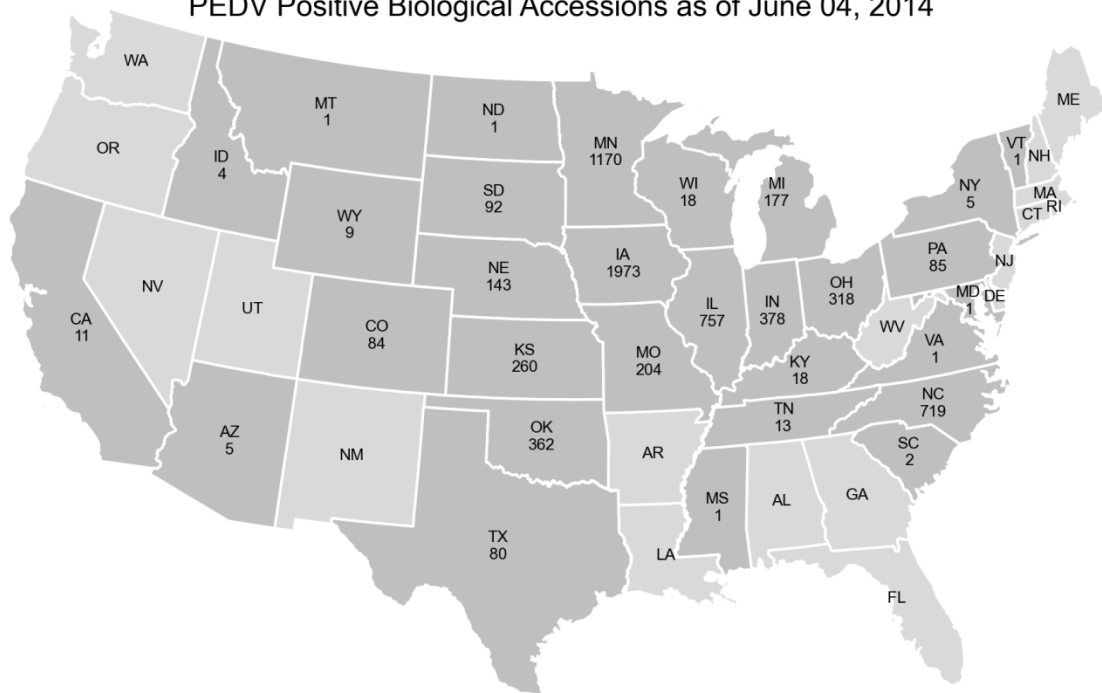 PEDV Positive Biological Accessions as of June 04, 2014
WA
MT
1
ND
1
MN
1170
ME
OR
ID
4
VT
1
NH
SD
92
WI
18
MI
177
NY
5
MA
RI
CT
WY
9
IA
1973
PA
85
NJ
NE
143
NV
UT
IL
757
IN
378
OH
318
MD
1
DE
CA
11
CO
84
WV
VA
1
KS
260
MO
204
KY
18
NC
719
TN
13
AZ
5
NM
OK
362
AR
SC
2
MS
1
AL
GA
TX
80
LA
FL